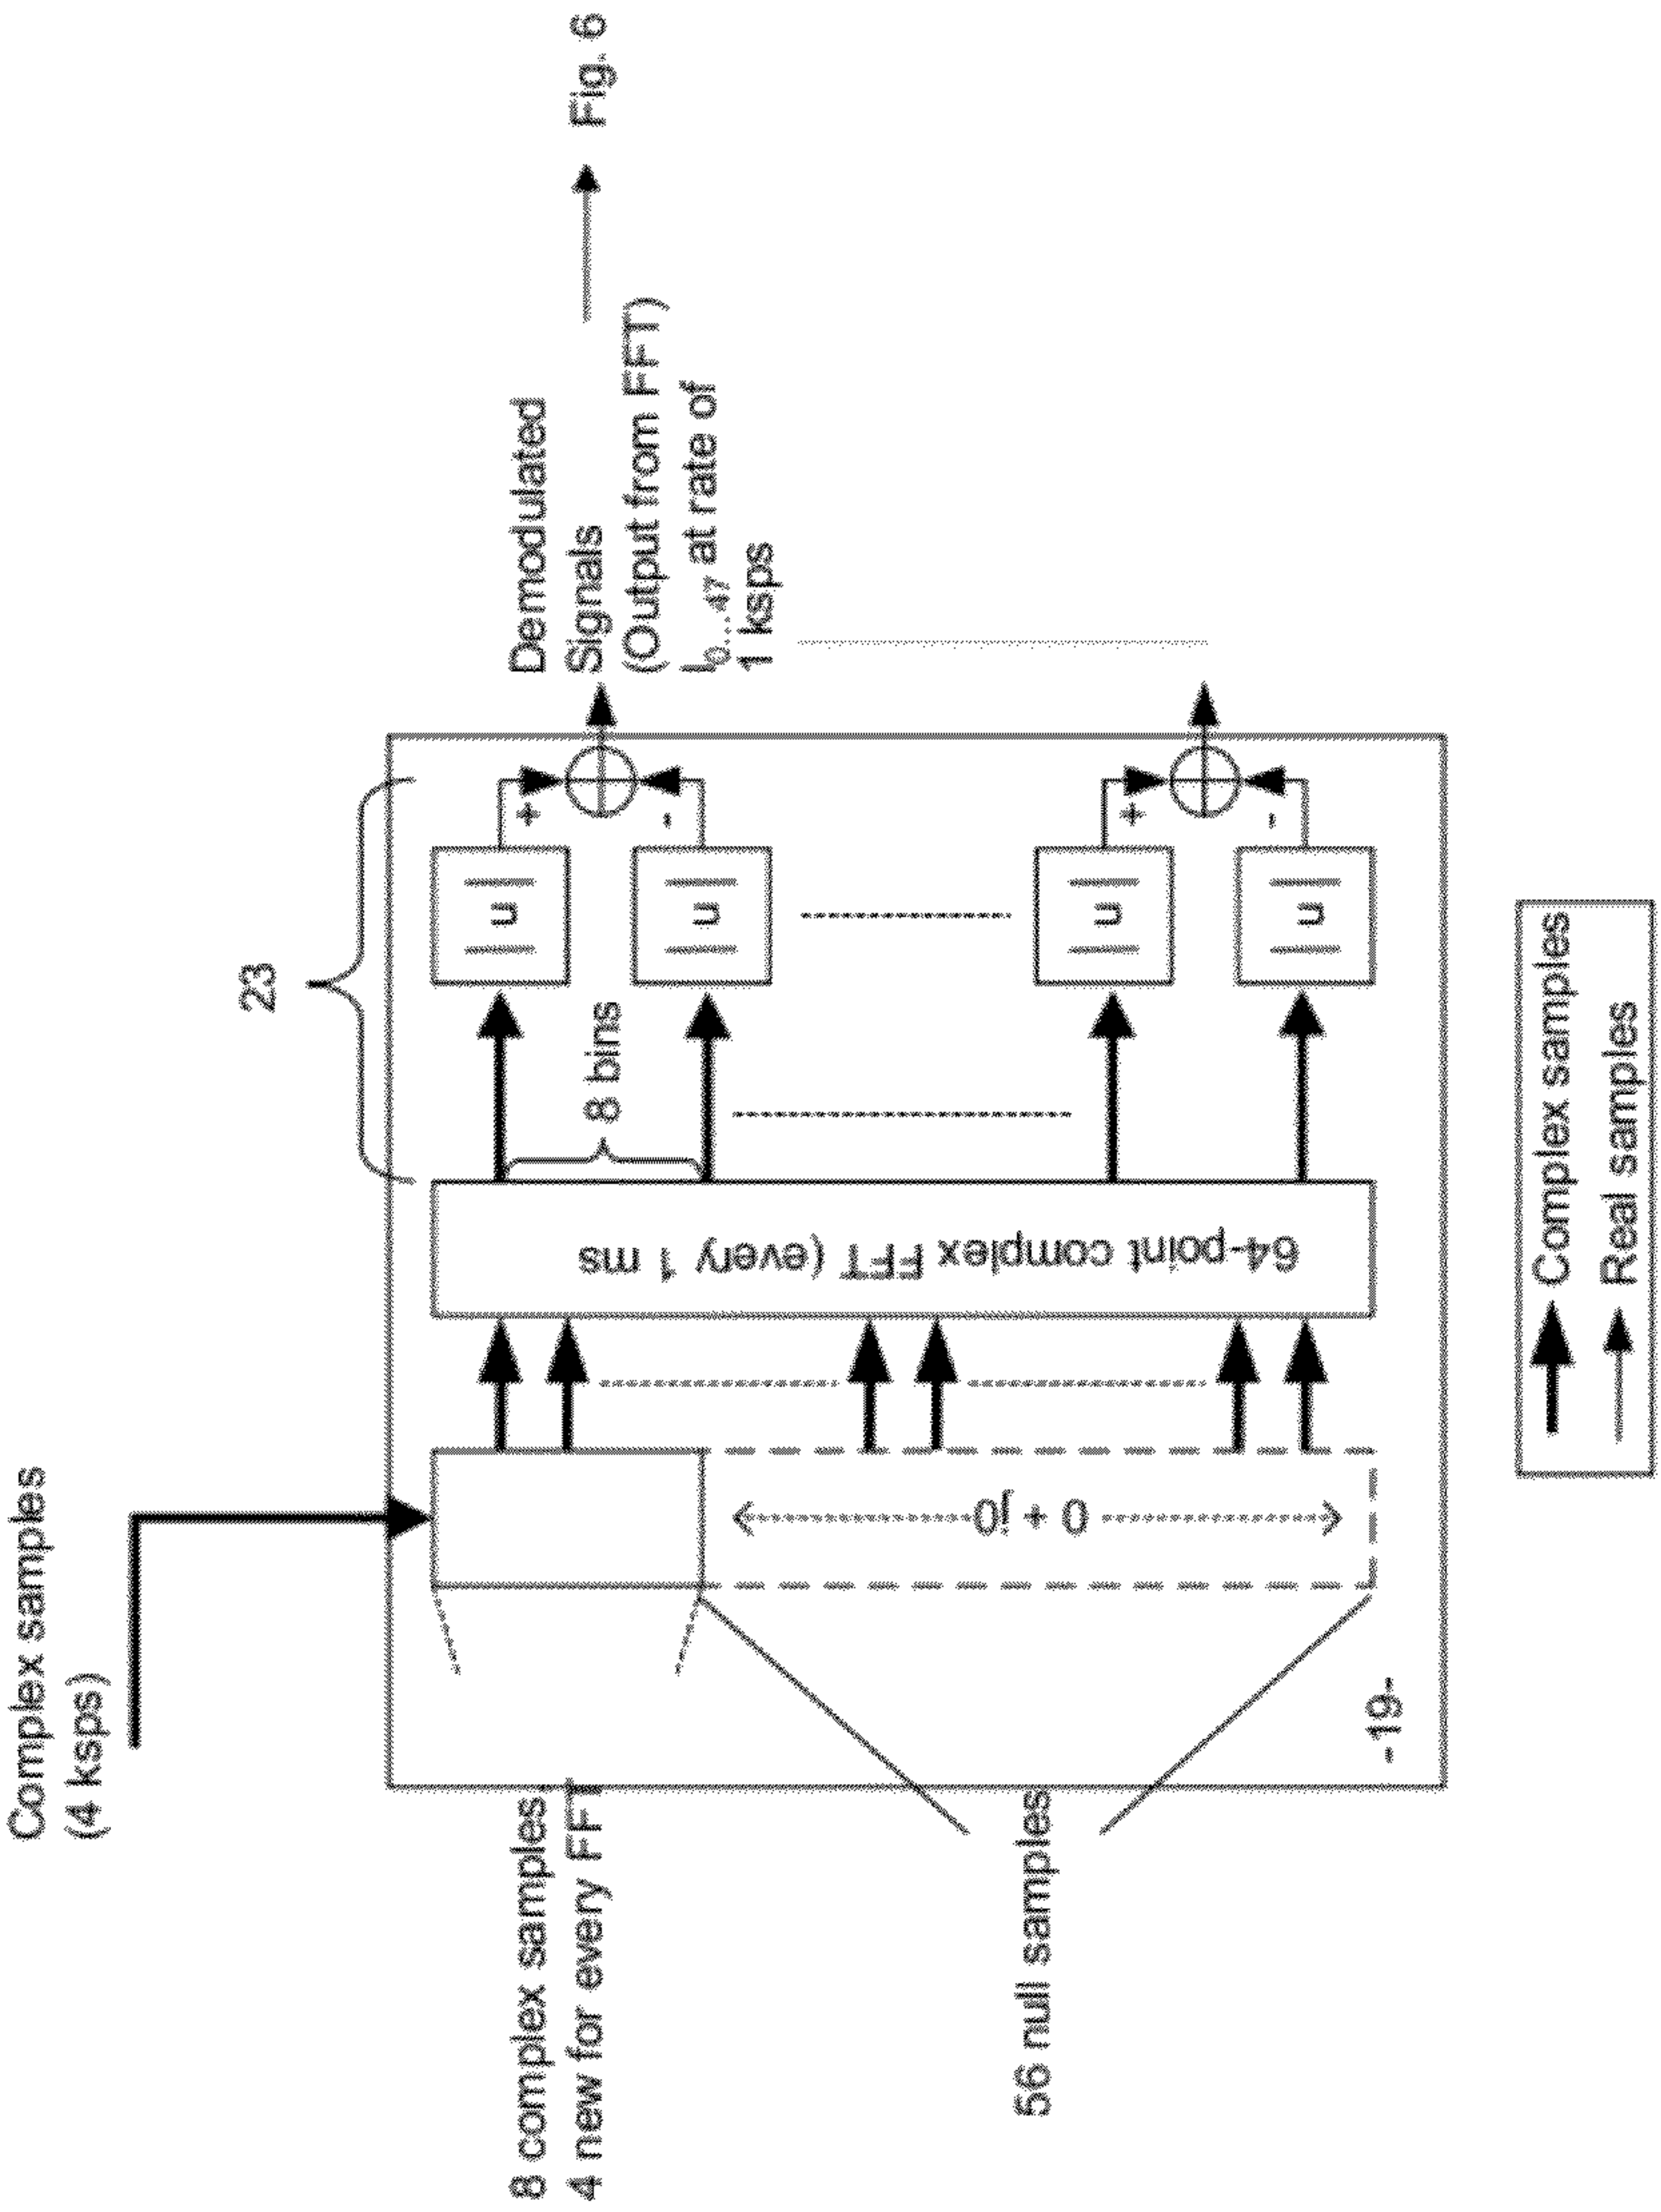 Complex samples
(4 ksps)
8 complex samples
4 new for every FFT
56 null samples
-19-
0 + j0
64-point complex FFT (every 1 ms
8 bins
23
| n |
| n |
| n |
| n |
+
-
+
-
Demodulated
Signals
(Output from FFT)
I0...47 at rate of
1 ksps
Fig. 6
Complex samples
Real samples